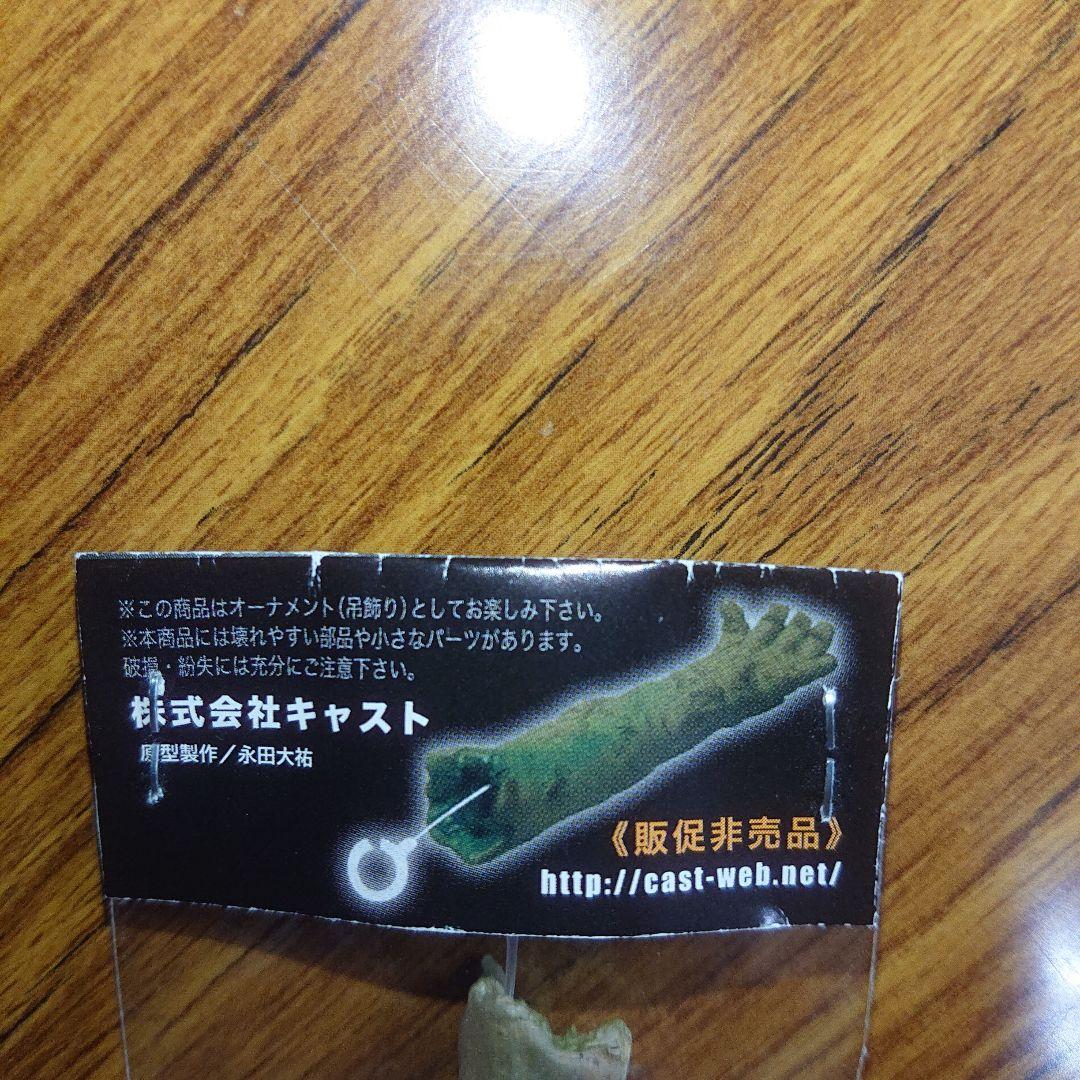 ※この商品はオーナメント(吊飾り)としてお楽しみ下さい。
※本商品には壊れやすい部品や小さなパーツがあります。
破損・紛失には充分にご注意下さい。
株式会社キャスト
原型製作／永田大祐
《販促非売品》
http://cast-web.net/